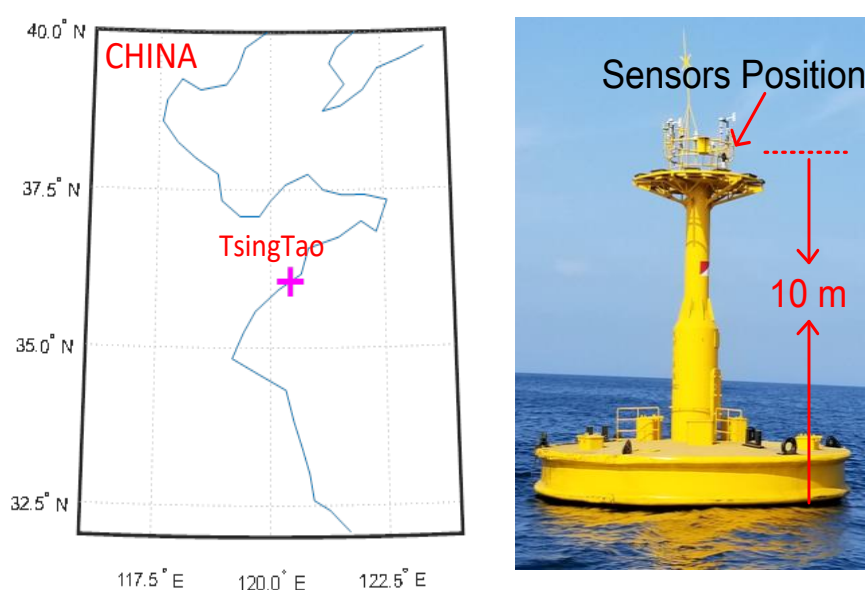 40.0° N
CHINA
37.5° N
TsingTao
35.0° N
32.5° N
117.5° E
120.0° E
122.5° E
Sensors Position
10 m